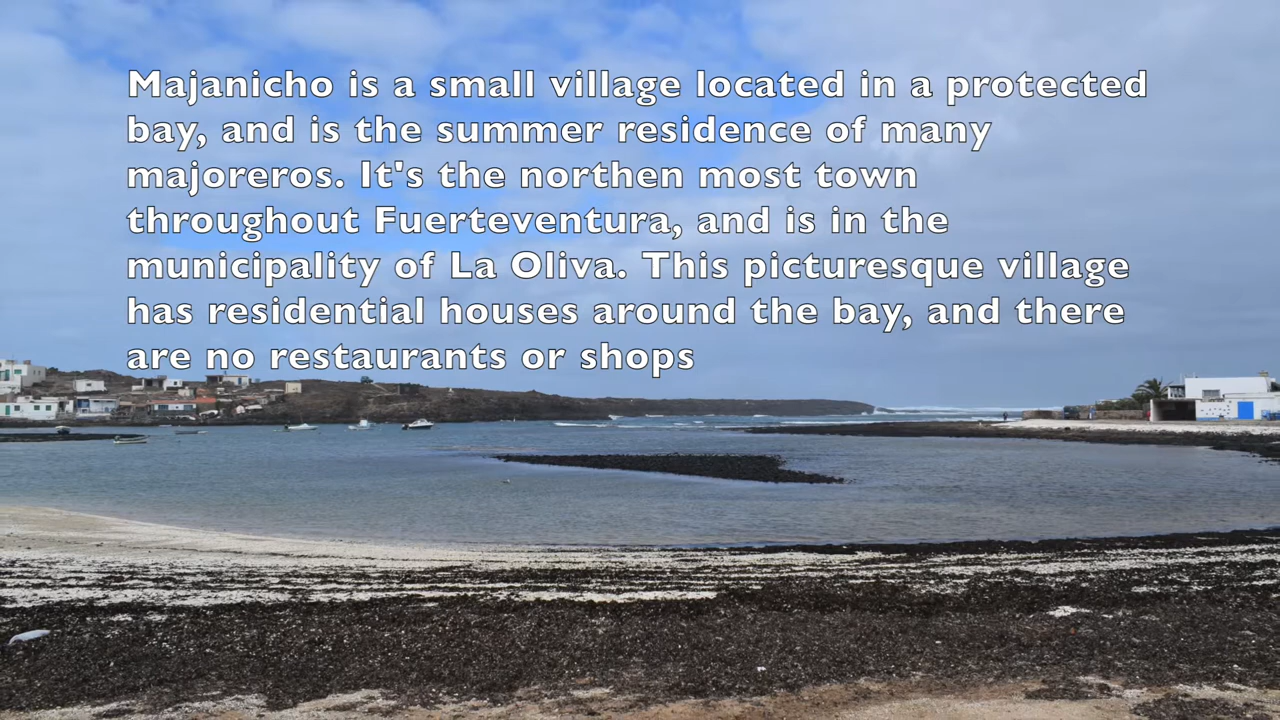 Majanicho is a small village located in a protected
bay, and is the summer residence of many
majoreros. It's the northen most town
throughout Fuerteventura, and is in the
municipality of La Oliva. This picturesque village
has residential houses around the bay, and there
are no restaurants or shops